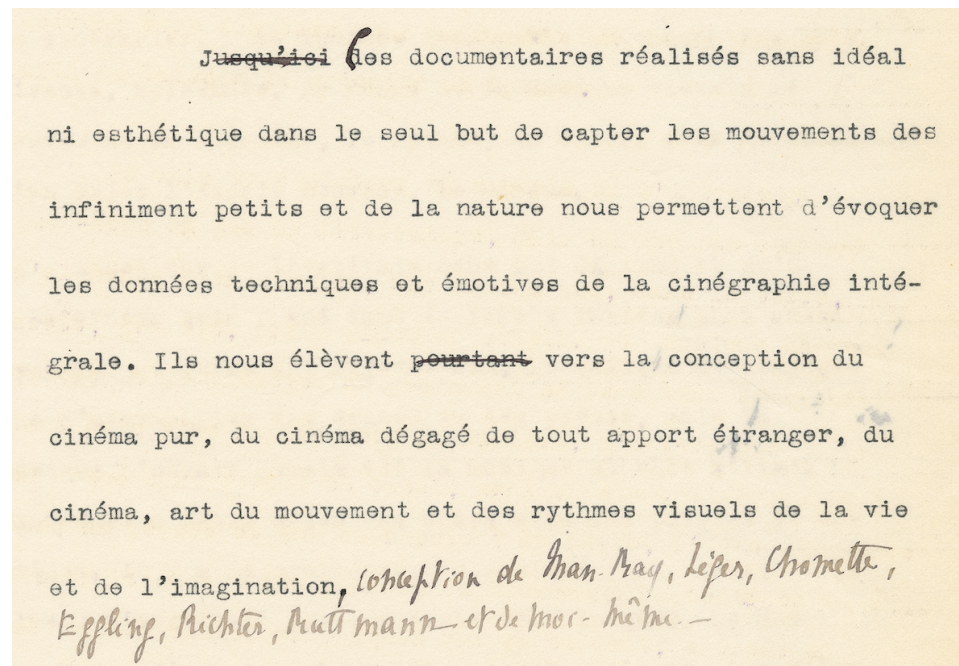 Jusqu'ici des documentaires réalisés sans idéal
ni esthétique dans le seul but de capter les mouvements des
infiniment petits et de la nature nous permettent d'évoquer
les données techniques et émotives de la cinégraphie inté-
grale. Ils nous élèvent pourtant vers la conception du
cinéma pur, du cinéma dégagé de tout apport étranger, du
cinéma, art du mouvement et des rythmes visuels de la vie
et de l'imagination, conception de Man-Ray, Léger, Chomette,
Eggling, Richter, Ruttmann et de moi-même.—